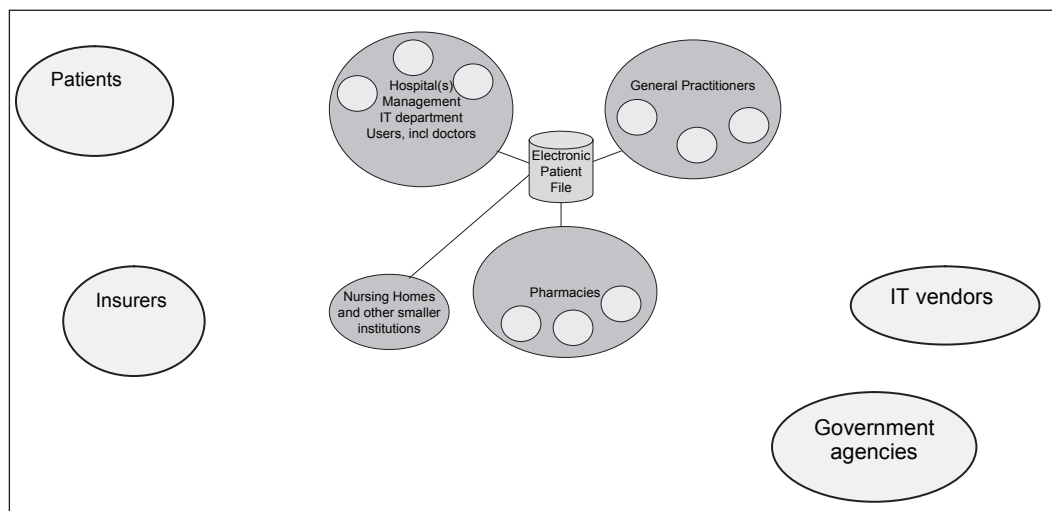 Patients
Hospital(s)
Management
IT department
Users, incl doctors
General Practitioners
Electronic
Patient
File
Insurers
Nursing Homes
and other smaller
institutions
Pharmacies
IT vendors
Government
agencies